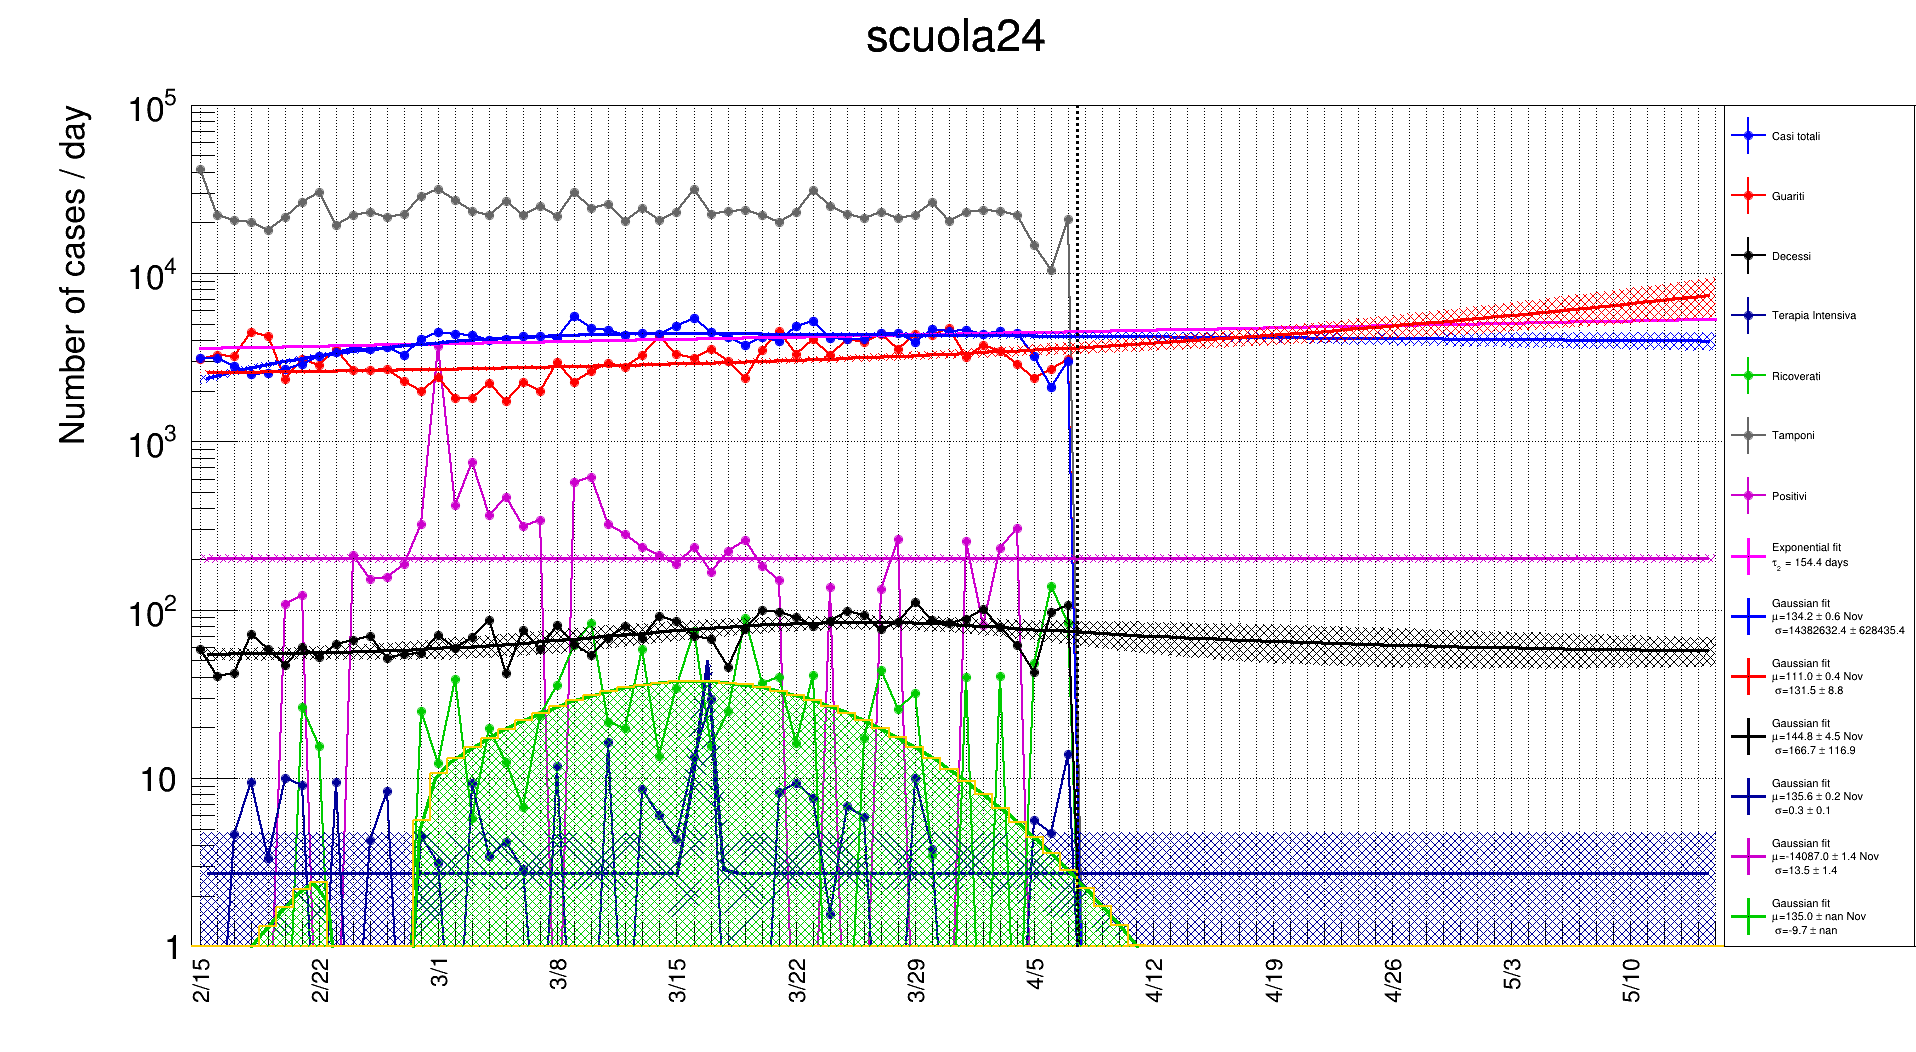 scuola24
Number of cases / day
10^5
10^4
10^3
10^2
10
1
2/15
2/22
3/1
3/8
3/15
3/22
3/29
4/5
4/12
4/19
4/26
5/3
5/10
Casi totali
Guariti
Decessi
Terapia Intensiva
Ricoverati
Tamponi
Positivi
Exponential fit
τ_2 = 154.4 days
Gaussian fit
μ=134.2 ± 0.6 Nov
σ=14382632.4 ± 628435.4
Gaussian fit
μ=111.0 ± 0.4 Nov
σ=131.5 ± 8.8
Gaussian fit
μ=144.8 ± 4.5 Nov
σ=166.7 ± 116.9
Gaussian fit
μ=135.6 ± 0.2 Nov
σ=0.3 ± 0.1
Gaussian fit
μ=-14087.0 ± 1.4 Nov
σ=13.5 ± 1.4
Gaussian fit
μ=135.0 ± nan Nov
σ=-9.7 ± nan